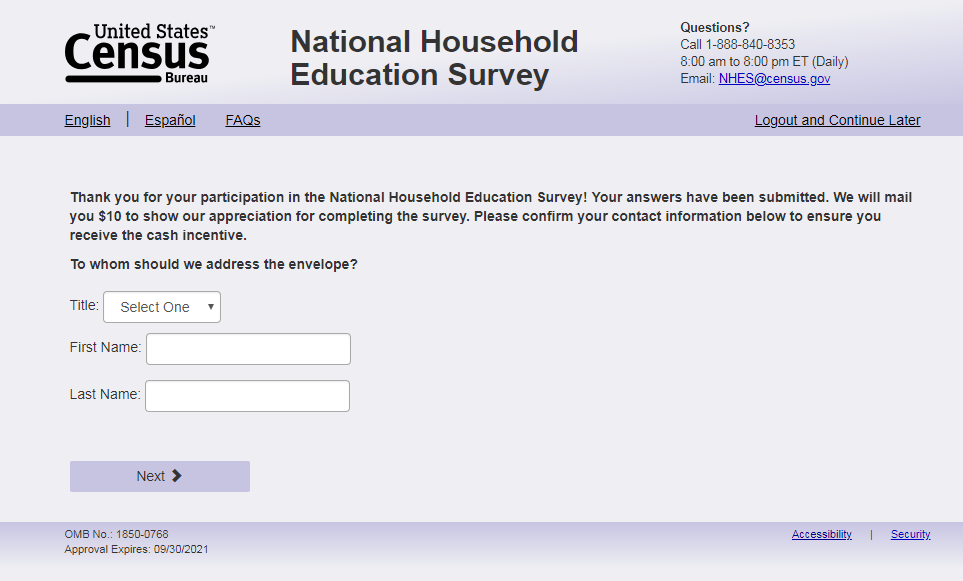 United States™
Census
Bureau
National Household
Education Survey
Questions?
Call 1-888-840-8353
8:00 am to 8:00 pm ET (Daily)
Email: NHES@census.gov
English | Español FAQs Logout and Continue Later
Thank you for your participation in the National Household Education Survey! Your answers have been submitted. We will mail
you $10 to show our appreciation for completing the survey. Please confirm your contact information below to ensure you
receive the cash incentive.
To whom should we address the envelope?
Title: Select One
First Name:
Last Name:
Next
OMB No.: 1850-0768
Approval Expires: 09/30/2021
Accessibility | Security